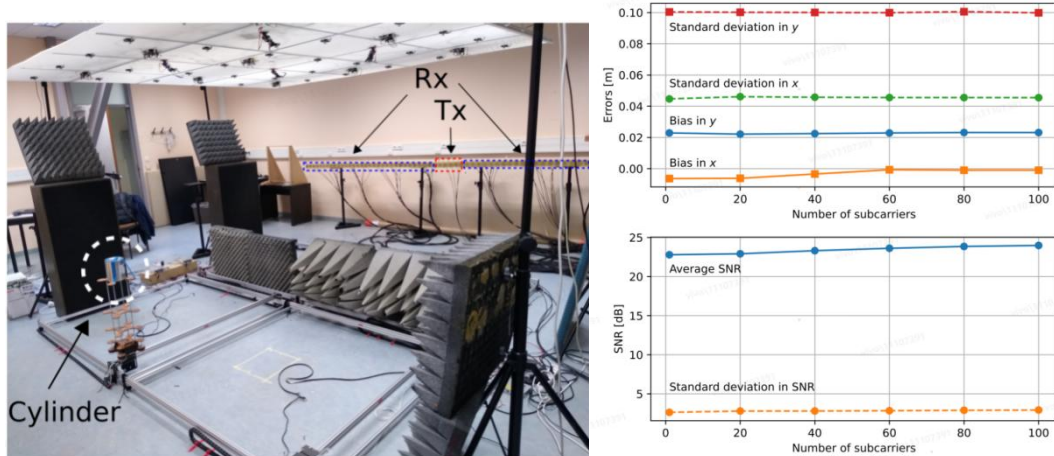 Rx
Tx
Cylinder
0.10
Standard deviation in y
0.08
0.06
Standard deviation in x
0.04
Bias in y
0.02
Bias in x
0.00
Errors [m]
0 20 40 60 80 100
Number of subcarriers
25
Average SNR
20
15
10
Standard deviation in SNR
5
SNR [dB]
0 20 40 60 80 100
Number of subcarriers